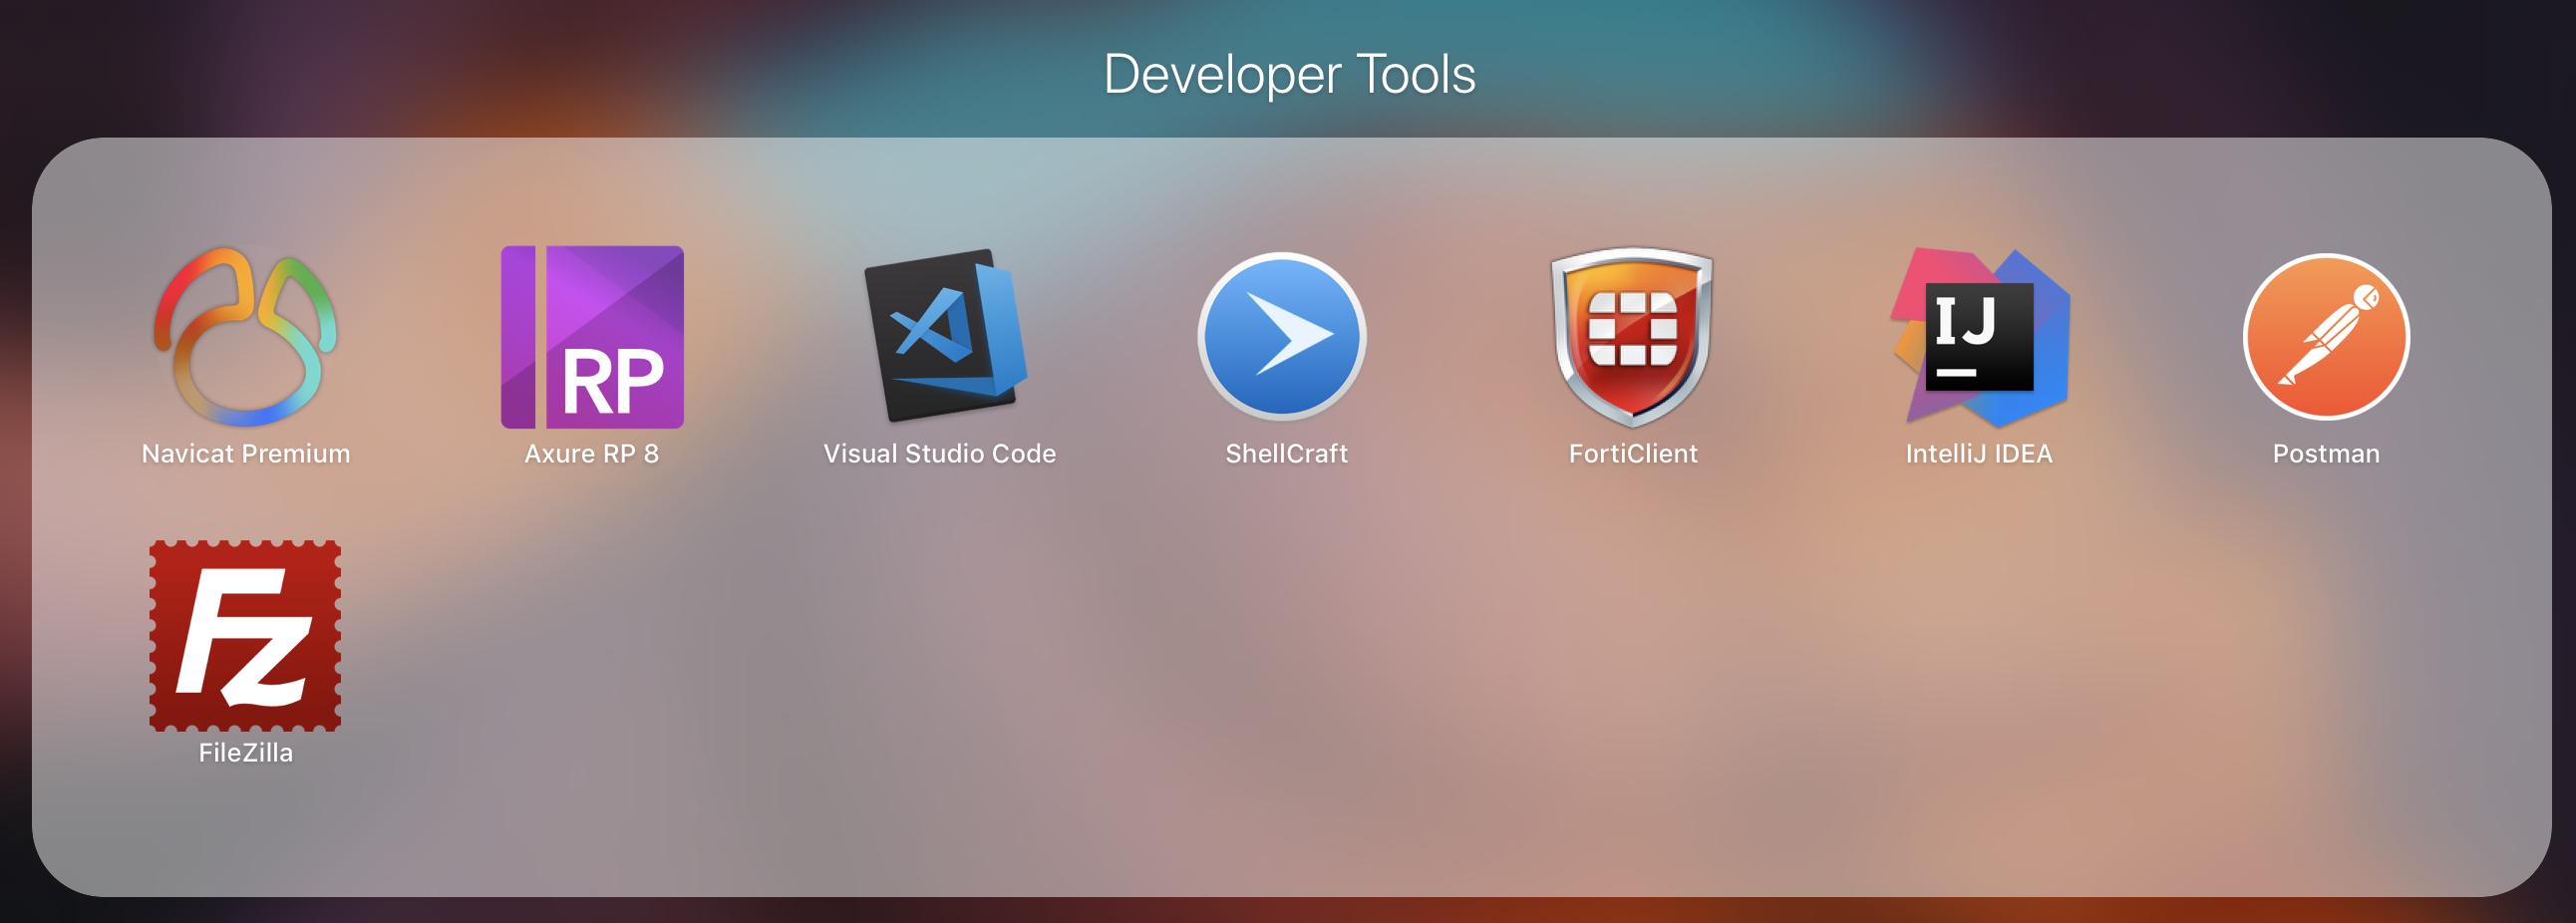 Developer Tools
RP
IJ
Navicat Premium
Axure RP 8
Visual Studio Code
ShellCraft
FortiClient
IntelliJ IDEA
Postman
FZ
FileZilla